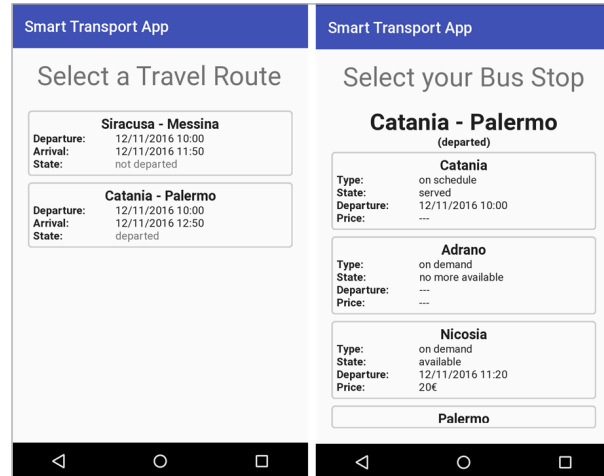 Smart Transport App
Select a Travel Route
Siracusa - Messina
Departure: 12/11/2016 10:00
Arrival: 12/11/2016 11:50
State: not departed
Catania - Palermo
Departure: 12/11/2016 10:00
Arrival: 12/11/2016 12:50
State: departed
Smart Transport App
Select your Bus Stop
Catania - Palermo
(departed)
Catania
Type: on schedule
State: served
Departure: 12/11/2016 10:00
Price: ---
Adrano
Type: on demand
State: no more available
Departure: ---
Price: ---
Nicosia
Type: on demand
State: available
Departure: 12/11/2016 11:20
Price: 20€
Palermo